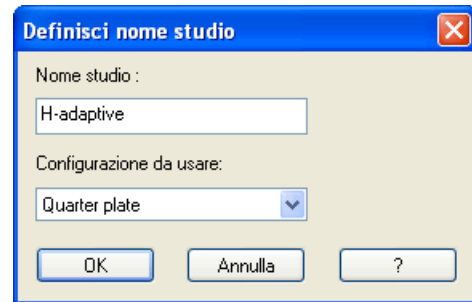 Definisci nome studio
Nome studio :
H-adaptive
Configurazione da usare:
Quarter plate
OK Annulla ?